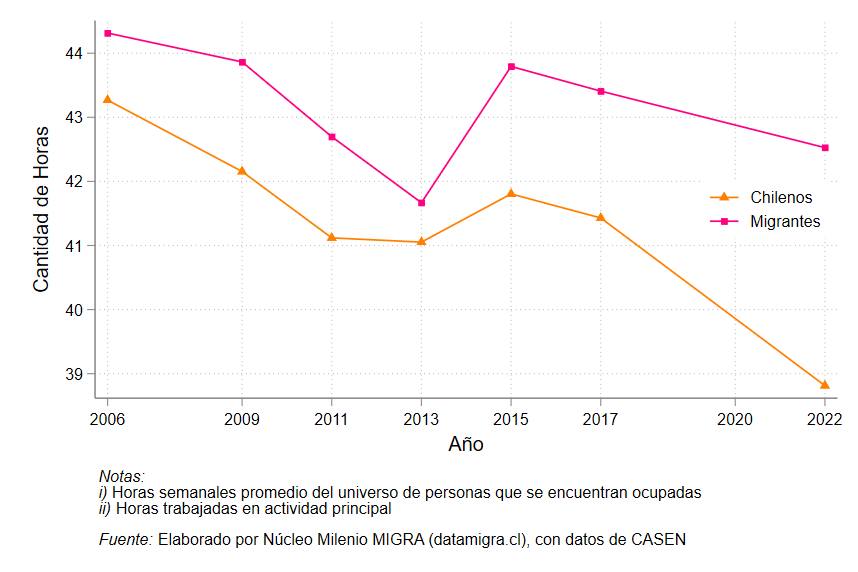 44
43
42
41
40
39
Cantidad de Horas
Chilenos
Migrantes
2006 2009 2011 2013 2015 2017 2020 2022
Año
Notas:
i) Horas semanales promedio del universo de personas que se encuentran ocupadas
ii) Horas trabajadas en actividad principal
Fuente: Elaborado por Núcleo Milenio MIGRA (datamigra.cl), con datos de CASEN